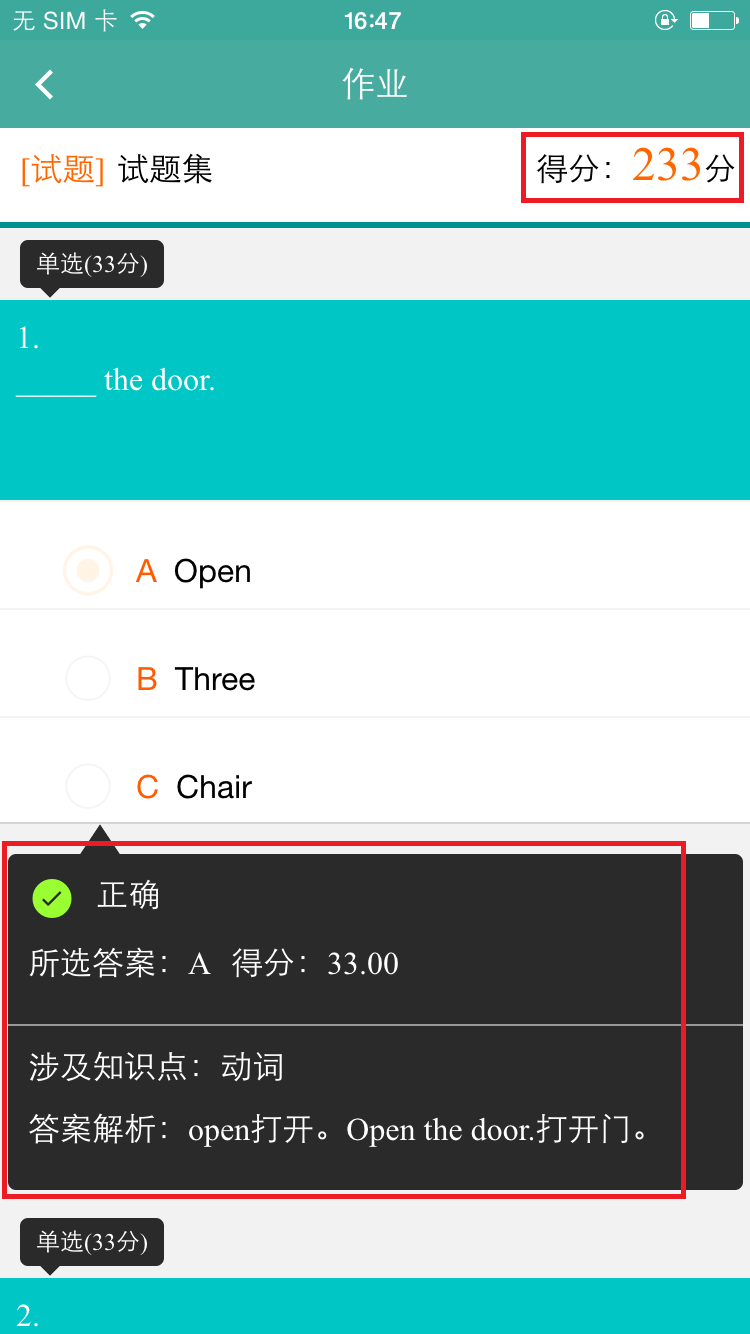 无 SIM 卡 16:47
作业
[试题] 试题集 得分：233分
单选(33分)
1.
_____ the door.
A Open
B Three
C Chair
正确
所选答案：A 得分：33.00
涉及知识点：动词
答案解析：open打开。Open the door.打开门。
单选(33分)
2.